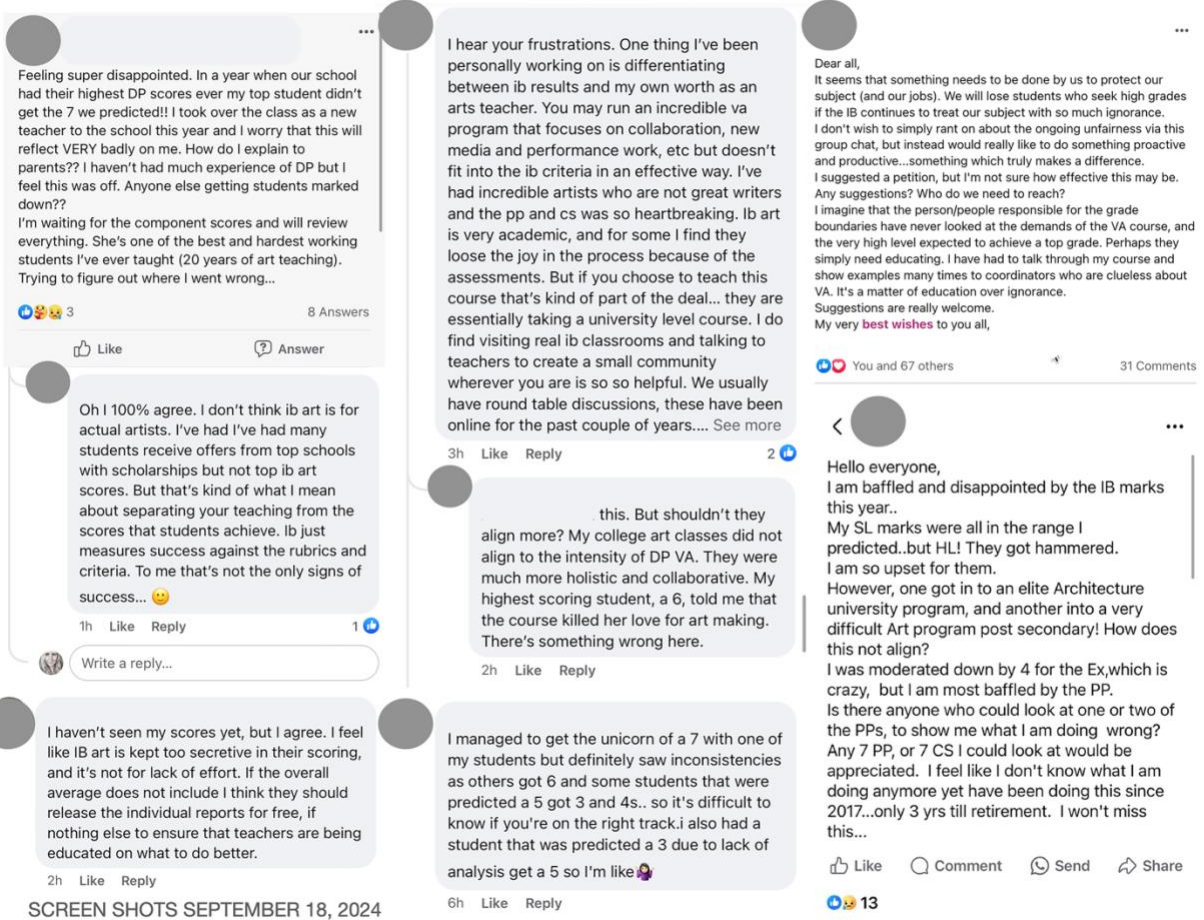 Feeling super disappointed. In a year when our school
had their highest DP scores ever my top student didn't
get the 7 we predicted!! I took over the class as a new
teacher to the school this year and I worry that this will
reflect VERY badly on me. How do I explain to
parents?? I haven't had much experience of DP but I
feel this was off. Anyone else getting students marked
down??
I'm waiting for the component scores and will review
everything. She's one of the best and hardest working
students I've ever taught (20 years of art teaching).
Trying to figure out where I went wrong...
3
8 Answers
Like
Answer
Oh I 100% agree. I don't think ib art is for
actual artists. I've had I've had many
students receive offers from top schools
with scholarships but not top ib art
scores. But that's kind of what I mean
about separating your teaching from the
scores that students achieve. Ib just
measures success against the rubrics and
criteria. To me that's not the only signs of
success... 🙂
1h Like Reply
1
Write a reply...
I haven't seen my scores yet, but I agree. I feel
like IB art is kept too secretive in their scoring,
and it's not for lack of effort. If the overall
average does not include I think they should
release the individual reports for free, if
nothing else to ensure that teachers are being
educated on what to do better.
2h Like Reply
SCREEN SHOTS SEPTEMBER 18, 2024
I hear your frustrations. One thing I've been
personally working on is differentiating
between ib results and my own worth as an
arts teacher. You may run an incredible va
program that focuses on collaboration, new
media and performance work, etc but doesn't
fit into the ib criteria in an effective way. I've
had incredible artists who are not great writers
and the pp and cs was so heartbreaking. Ib art
is very academic, and for some I find they
loose the joy in the process because of the
assessments. But if you choose to teach this
course that's kind of part of the deal... they are
essentially taking a university level course. I do
find visiting real ib classrooms and talking to
teachers to create a small community
wherever you are is so so helpful. We usually
have round table discussions, these have been
online for the past couple of years.... See more
3h Like Reply
2
this. But shouldn't they
align more? My college art classes did not
align to the intensity of DP VA. They were
much more holistic and collaborative. My
highest scoring student, a 6, told me that
the course killed her love for art making.
There's something wrong here.
2h Like Reply
I managed to get the unicorn of a 7 with one of
my students but definitely saw inconsistencies
as others got 6 and some students that were
predicted a 5 got 3 and 4s.. so it's difficult to
know if you're on the right track.i also had a
student that was predicted a 3 due to lack of
analysis get a 5 so I'm like🤷‍♀️
6h Like Reply
Dear all,
It seems that something needs to be done by us to protect our
subject (and our jobs). We will lose students who seek high grades
if the IB continues to treat our subject with so much ignorance.
I don't wish to simply rant on about the ongoing unfairness via this
group chat, but instead would really like to do something proactive
and productive...something which truly makes a difference.
I suggested a petition, but I'm not sure how effective this may be.
Any suggestions? Who do we need to reach?
I imagine that the person/people responsible for the grade
boundaries have never looked at the demands of the VA course, and
the very high level expected to achieve a top grade. Perhaps they
simply need educating. I have had to talk through my course and
show examples many times to coordinators who are clueless about
VA. It's a matter of education over ignorance.
Suggestions are really welcome.
My very best wishes to you all,
You and 67 others
31 Comments
Hello everyone,
I am baffled and disappointed by the IB marks
this year..
My SL marks were all in the range I
predicted..but HL! They got hammered.
I am so upset for them.
However, one got in to an elite Architecture
university program, and another into a very
difficult Art program post secondary! How does
this not align?
I was moderated down by 4 for the Ex,which is
crazy, but I am most baffled by the PP.
Is there anyone who could look at one or two of
the PPs, to show me what I am doing wrong?
Any 7 PP, or 7 CS I could look at would be
appreciated. I feel like I don't know what I am
doing anymore yet have been doing this since
2017...only 3 yrs till retirement. I won't miss
this...
Like
Comment
Send
Share
13